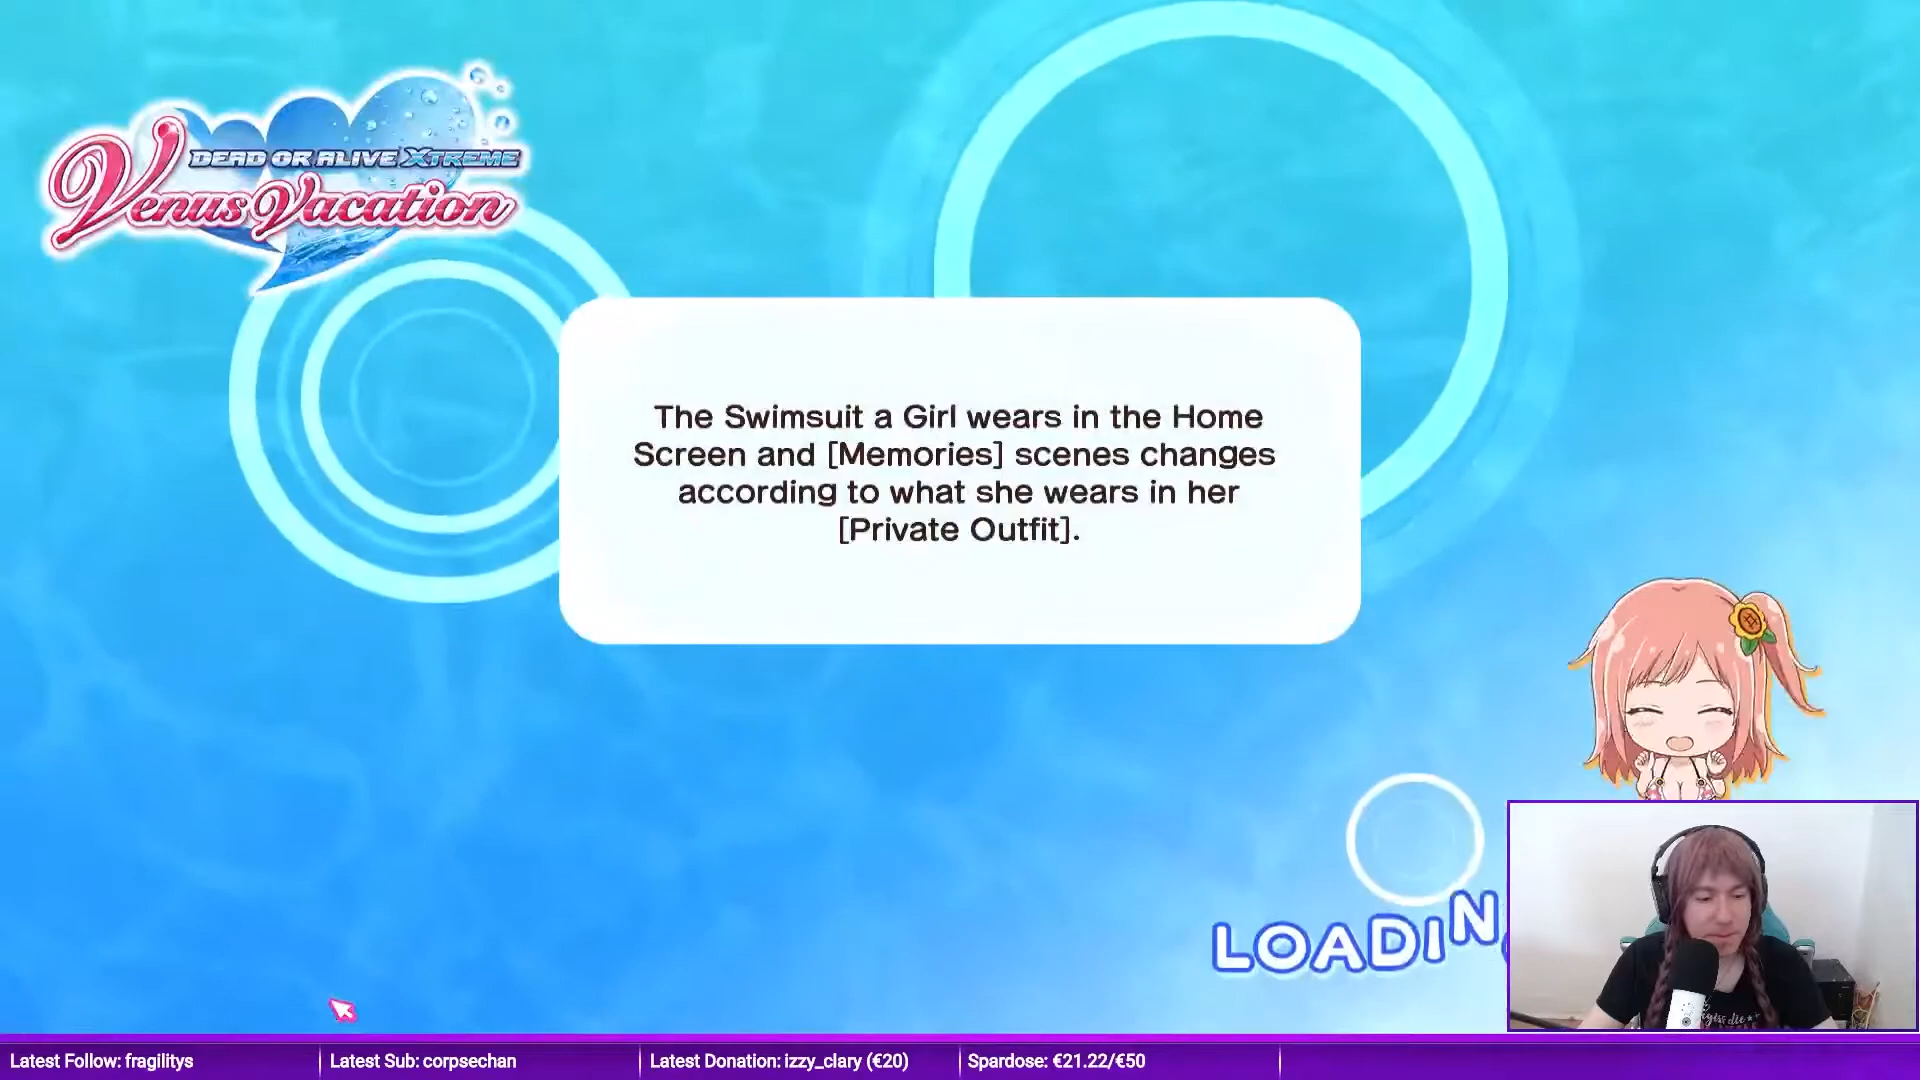 DEAD OR ALIVE XTREME
Venus Vacation
The Swimsuit a Girl wears in the Home
Screen and [Memories] scenes changes
according to what she wears in her
[Private Outfit].
LOADIN
Latest Follow: fragilitys
Latest Sub: corpsechan
Latest Donation: izzy_clary (€20)
Spardose: €21.22/€50